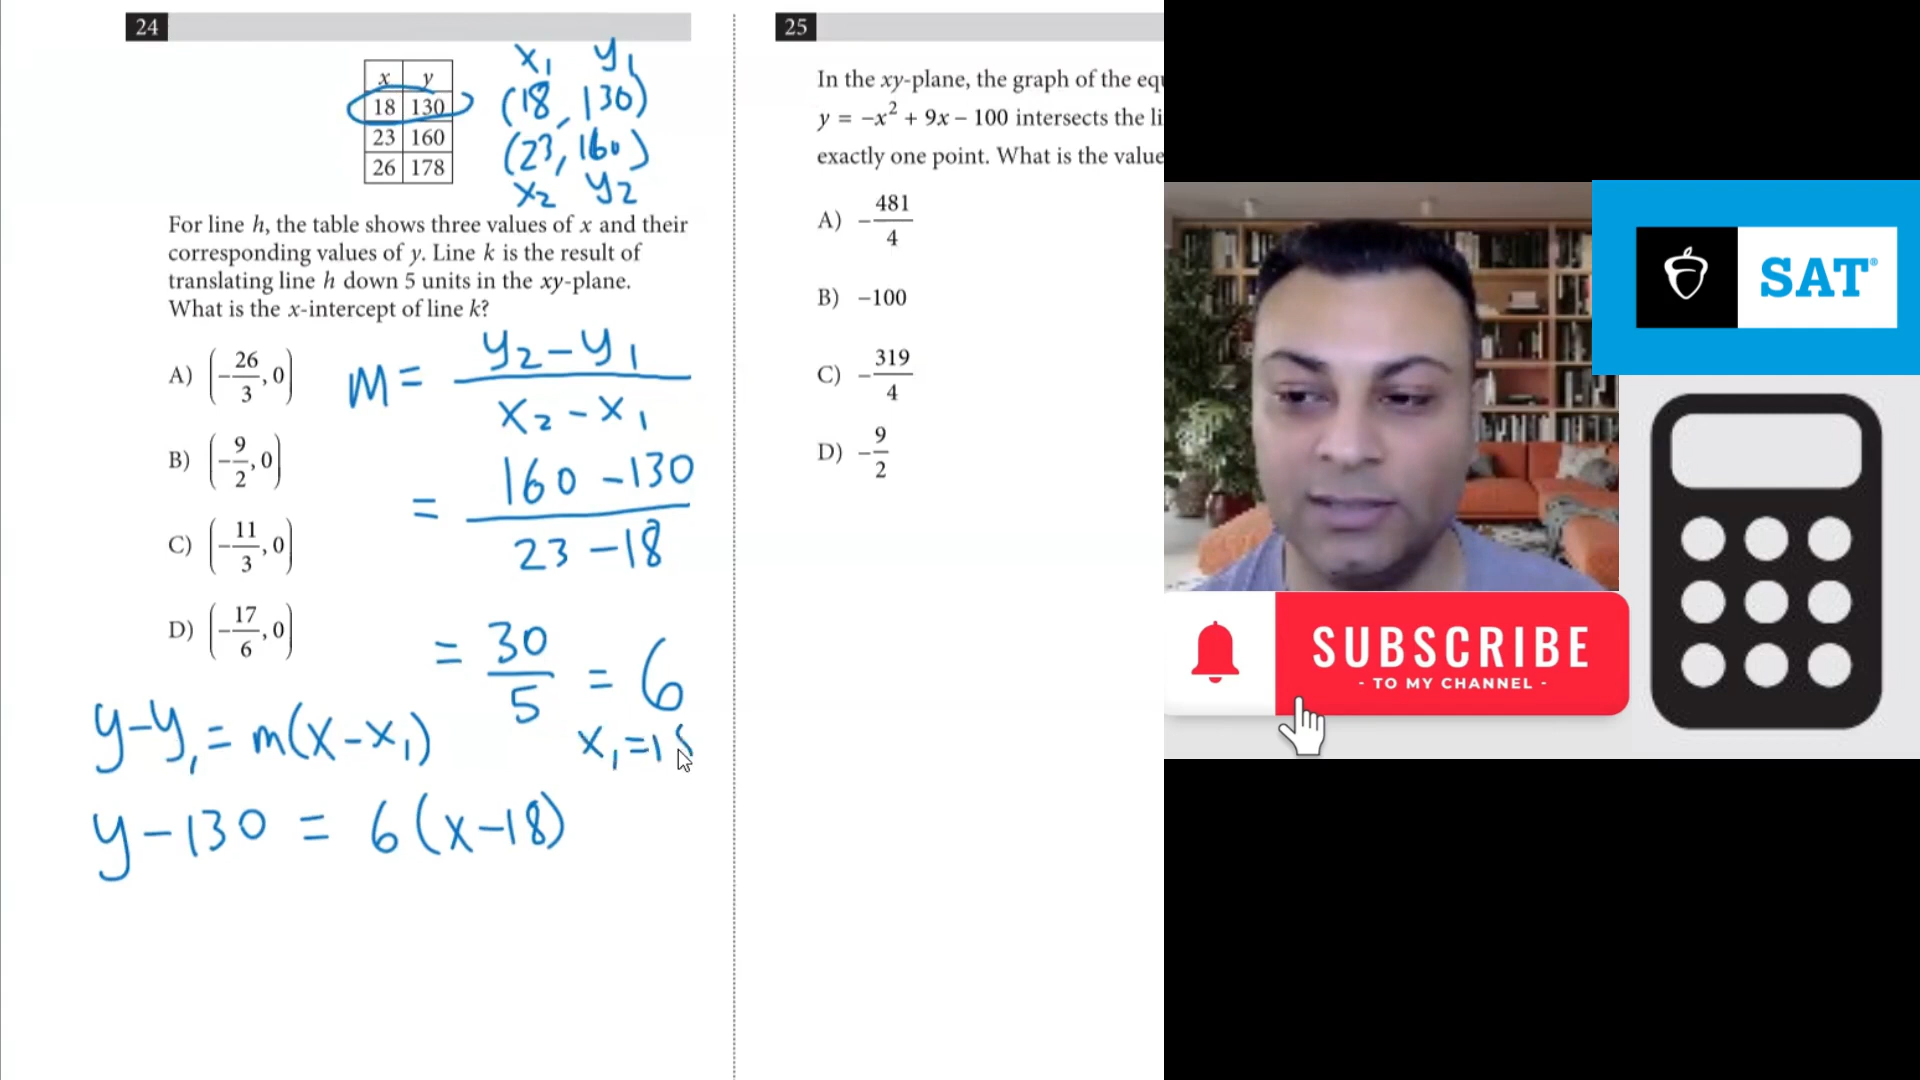 24
x y
18 130
23 160
26 178
x1 y1
(18, 130)
(23, 160)
x2 y2
For line h, the table shows three values of x and their
corresponding values of y. Line k is the result of
translating line h down 5 units in the xy-plane.
What is the x-intercept of line k?
A) (-26/3, 0)
B) (-9/2, 0)
C) (-11/3, 0)
D) (-17/6, 0)
m = y2 - y1 / x2 - x1
= 160 - 130 / 23 - 18
= 30/5 = 6
x1 = 18
y - y1 = m(x - x1)
y - 130 = 6(x - 18)
25
In the xy-plane, the graph of the equ
y = -x² + 9x - 100 intersects the li
exactly one point. What is the value
A) -481/4
B) -100
C) -319/4
D) -9/2
SAT®
SUBSCRIBE
- TO MY CHANNEL -